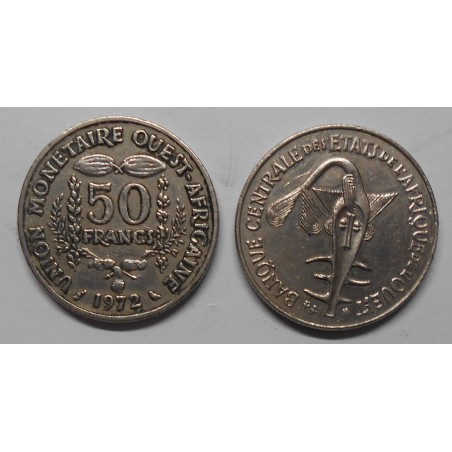 UNION MONETAIRE OUEST-AFRICAINE
50
FRANCS
1972
BANQUE CENTRALE DES ETATS DE L'AFRIQUE DE L'OUEST